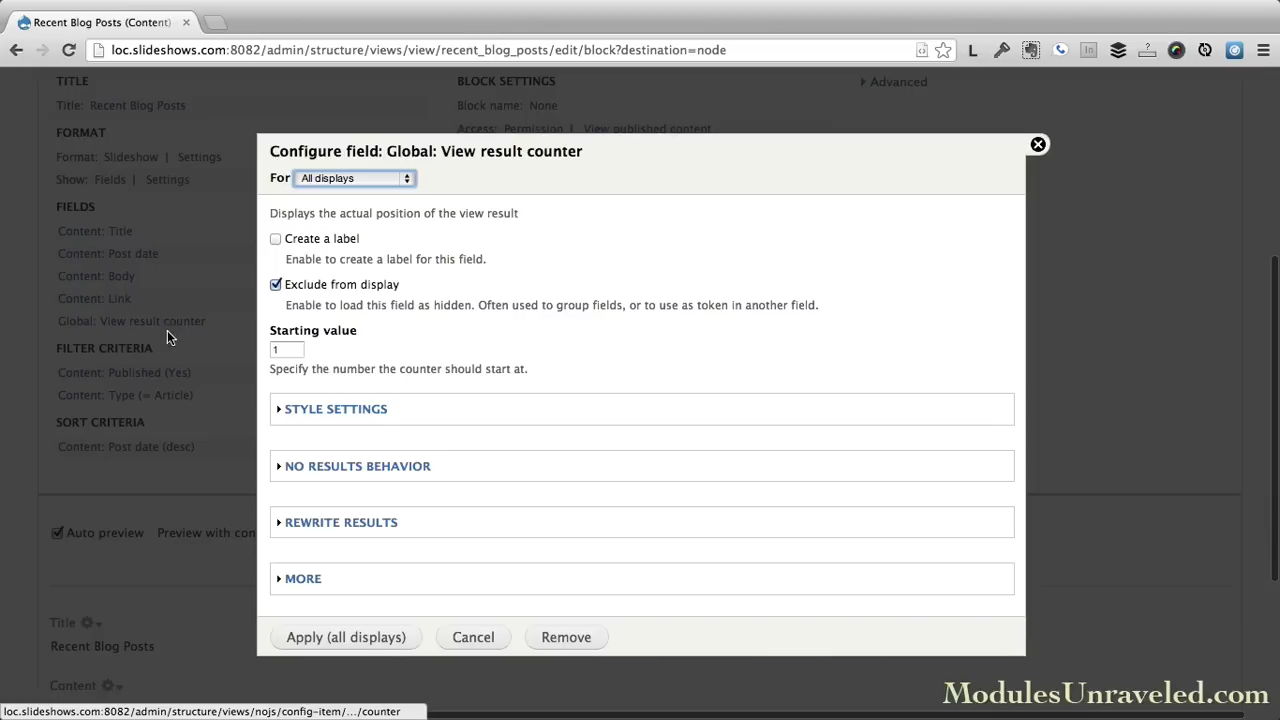 Recent Blog Posts (Content)
loc.slideshows.com:8082/admin/structure/views/view/recent_blog_posts/edit/block?destination=node
TITLE
Title: Recent Blog Posts
FORMAT
Format: Slideshow | Settings
Show: Fields | Settings
FIELDS
Content: Title
Content: Post date
Content: Body
Content: Link
Global: View result counter
FILTER CRITERIA
Content: Published (Yes)
Content: Type (= Article)
SORT CRITERIA
Content: Post date (desc)
BLOCK SETTINGS
Block name: None
Access: Permission | View published content
Advanced
Configure field: Global: View result counter
For All displays
Displays the actual position of the view result
Create a label
Enable to create a label for this field.
Exclude from display
Enable to load this field as hidden. Often used to group fields, or to use as token in another field.
Starting value
1
Specify the number the counter should start at.
STYLE SETTINGS
NO RESULTS BEHAVIOR
REWRITE RESULTS
MORE
Apply (all displays) Cancel Remove
Auto preview Preview with con
Title
Recent Blog Posts
Content
loc.slideshows.com:8082/admin/structure/views/nojs/config-item/.../counter
ModulesUnraveled.com